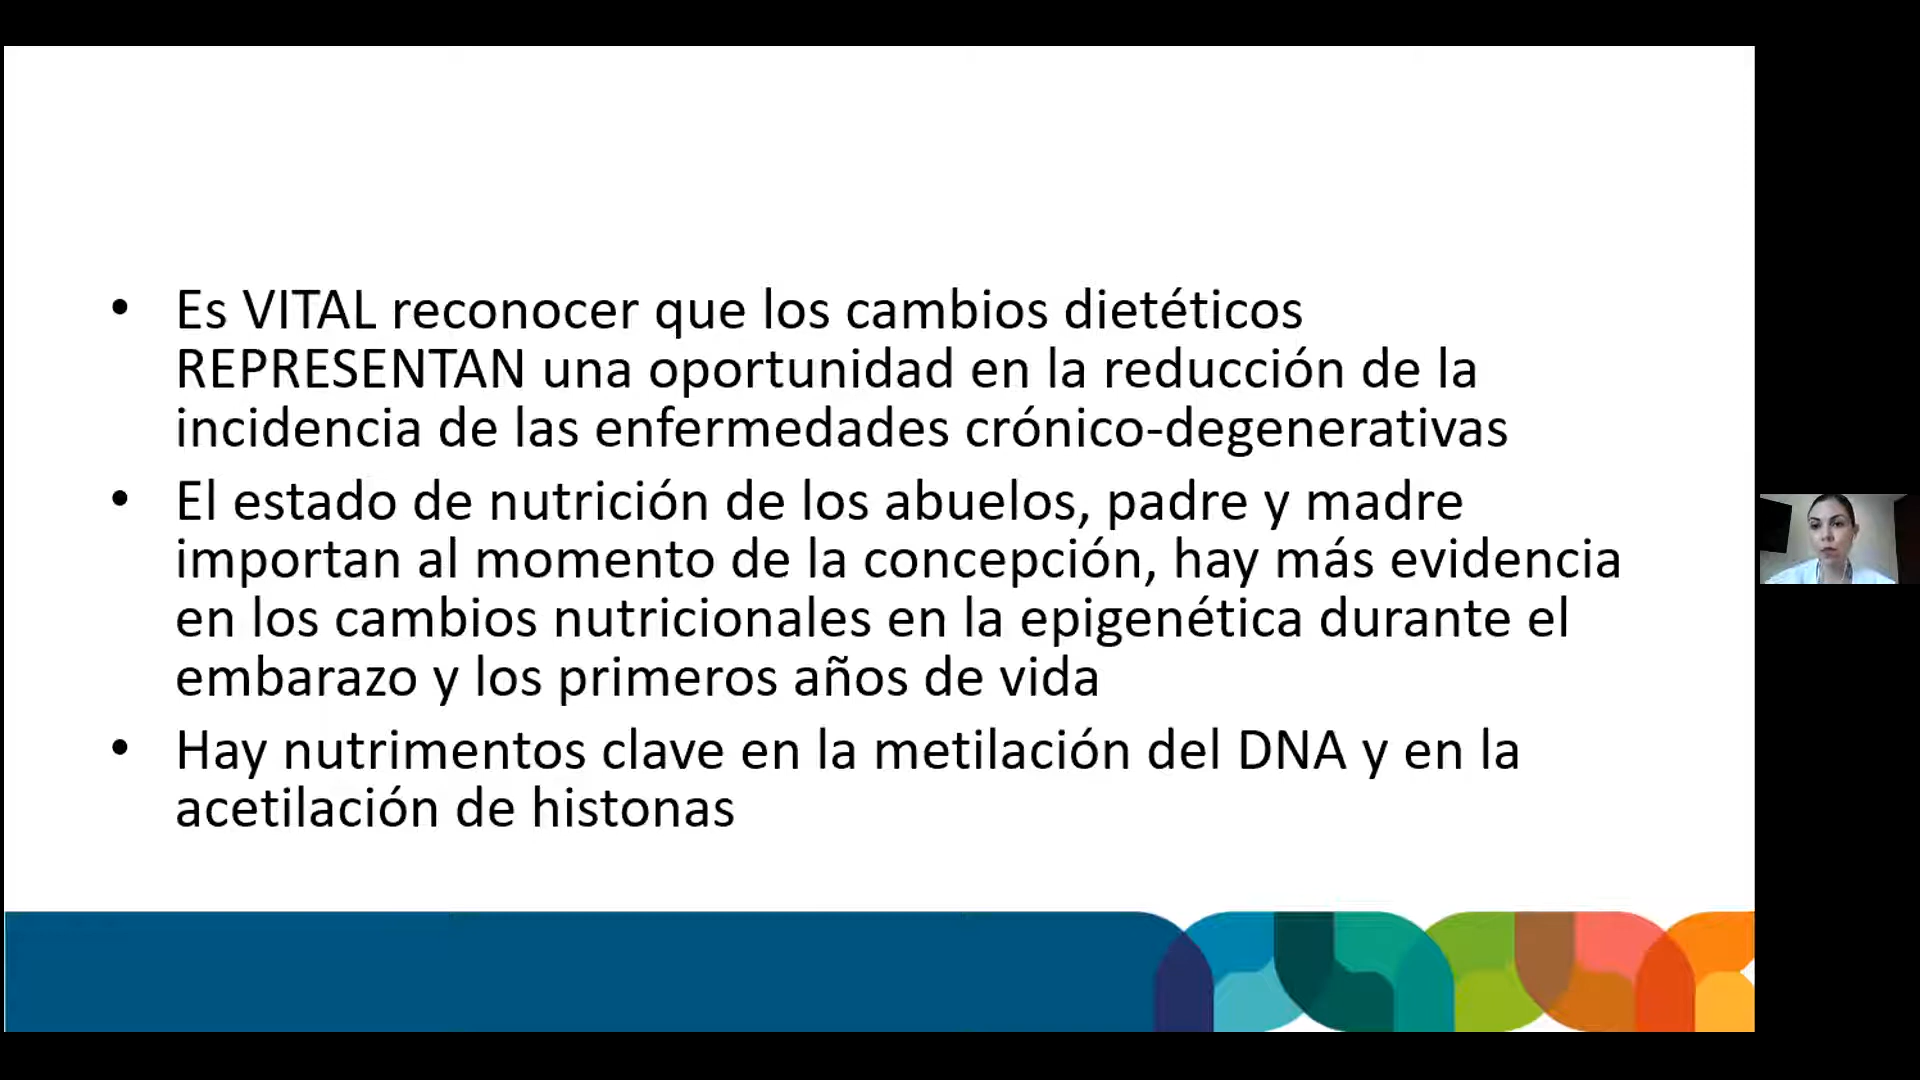 • Es VITAL reconocer que los cambios dietéticos
REPRESENTAN una oportunidad en la reducción de la
incidencia de las enfermedades crónico-degenerativas
• El estado de nutrición de los abuelos, padre y madre
importan al momento de la concepción, hay más evidencia
en los cambios nutricionales en la epigenética durante el
embarazo y los primeros años de vida
• Hay nutrimentos clave en la metilación del DNA y en la
acetilación de histonas